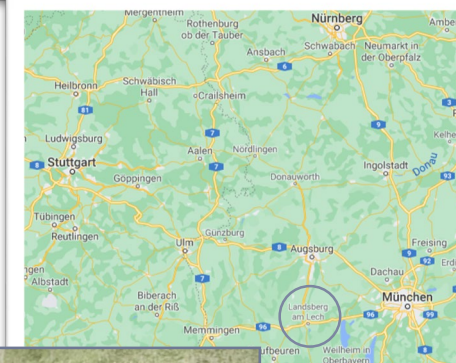 Mergentheim
Nürnberg
Rothenburg
ob der Tauber
Ansbach
Schwabach
Neumarkt in
der Oberpfalz
6
Heilbronn
Schwäbisch
Hall
Crailsheim
81
3
7
9
Ludwigsburg
Aalen
Nördlingen
8
Stuttgart
7
Ingolstadt
Donau
93
Göppingen
Donauwörth
Tübingen
Reutlingen
Ulm
Günzburg
8
Augsburg
Freising
9
92
Dachau
Albstadt
7
Biberach
an der Riß
Landsberg
am Lech
München
96
96
99
Memmingen
Weilheim in
Oberbayern
8